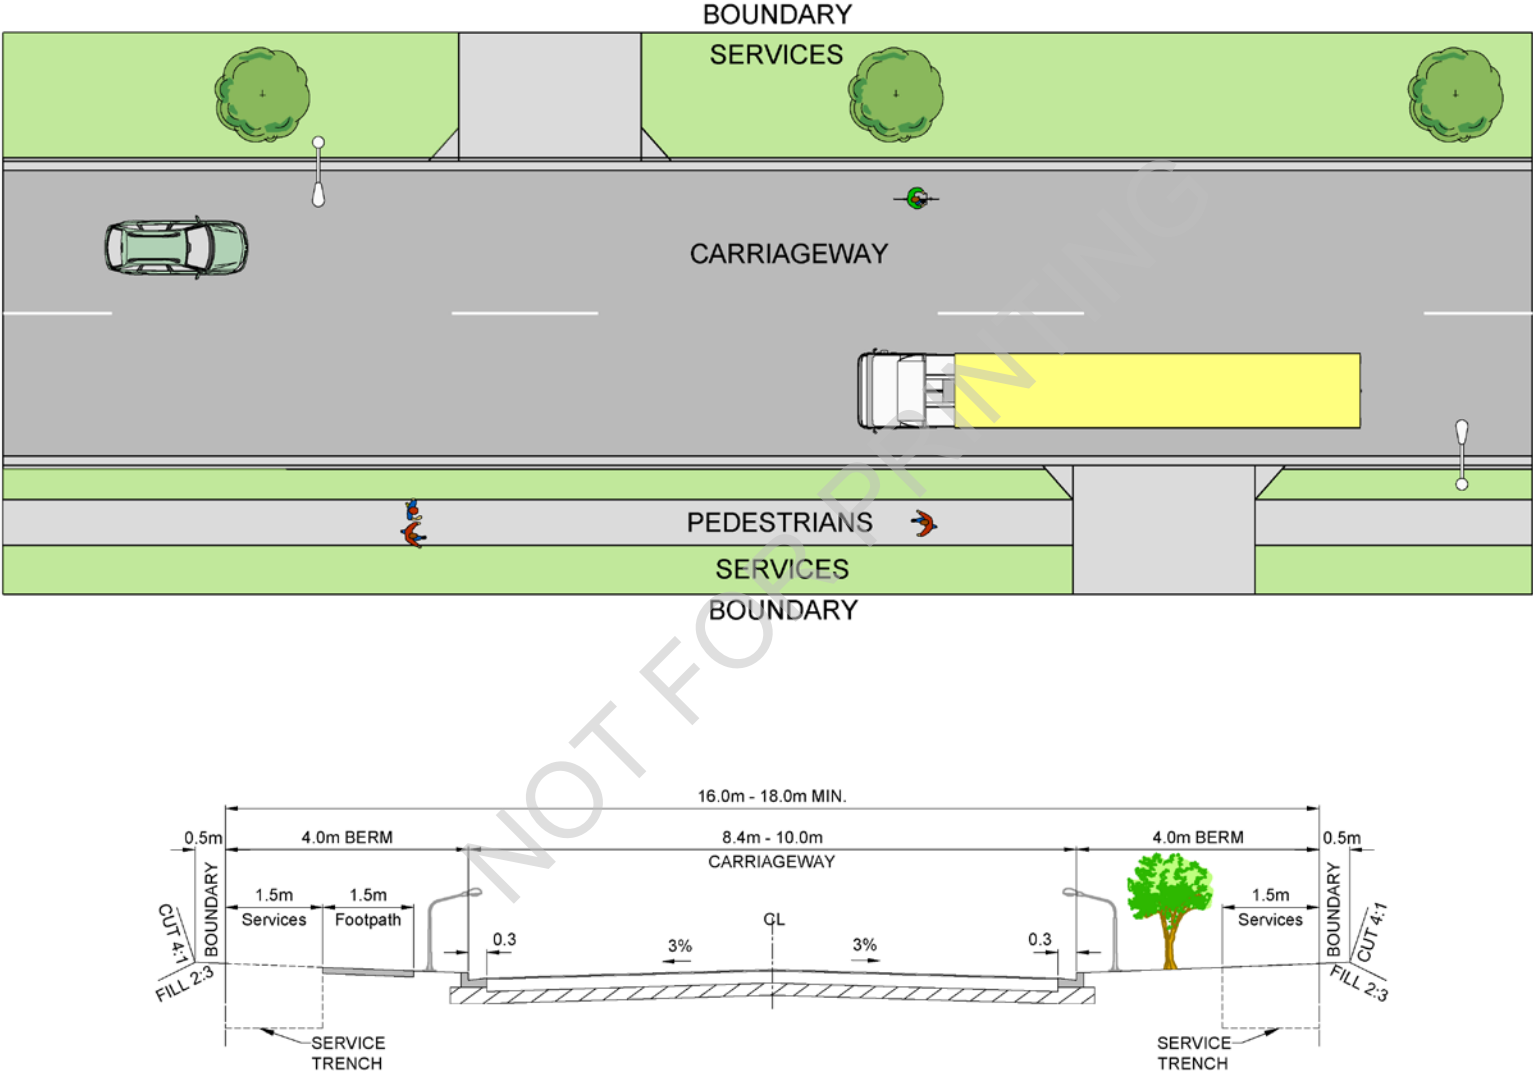 BOUNDARY
SERVICES
CARRIAGEWAY
PEDESTRIANS
SERVICES
BOUNDARY
NOT FOR PRINTING
16.0m - 18.0m MIN.
0.5m
4.0m BERM
8.4m - 10.0m
CARRIAGEWAY
4.0m BERM
0.5m
BOUNDARY
1.5m
Services
1.5m
Footpath
1.5m
Services
BOUNDARY
CUT 4:1
FILL 2:3
0.3
3%
CL
3%
0.3
CUT 4:1
FILL 2:3
SERVICE
TRENCH
SERVICE
TRENCH